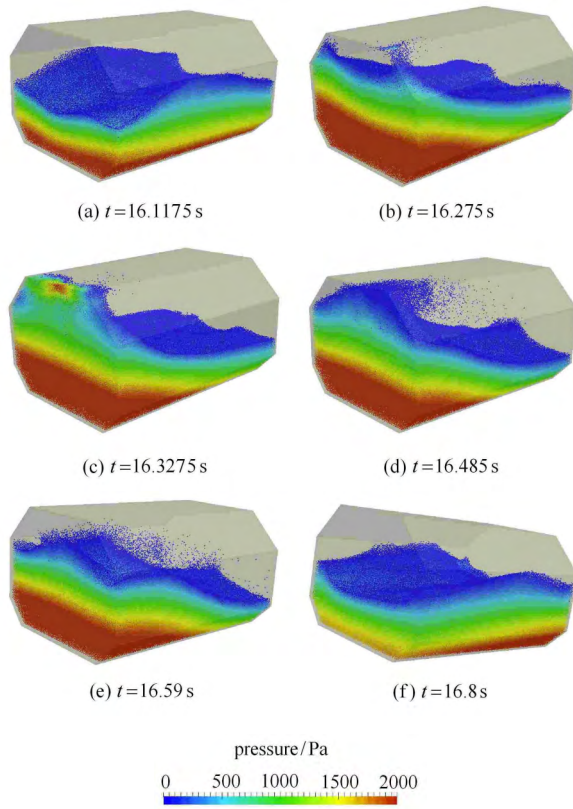 (a) t=16.1175 s
(b) t=16.275 s
(c) t=16.3275 s
(d) t=16.485 s
(e) t=16.59 s
(f) t=16.8 s
pressure/Pa
0 500 1000 1500 2000